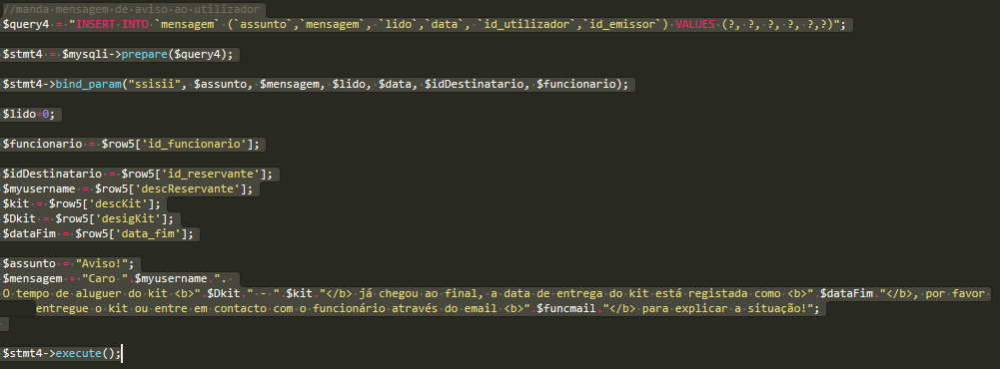 //manda mensagem de aviso ao utilizador
$query4 = "INSERT INTO `mensagem` (`assunto`,`mensagem`, `lido`,`data`, `id_utilizador`,`id_emissor`) VALUES (?, ?, ?, ?, ?,?)";
$stmt4 = $mysqli->prepare($query4);
$stmt4->bind_param("ssisii", $assunto, $mensagem, $lido, $data, $idDestinatario, $funcionario);
$lido=0;
$funcionario = $row5['id_funcionario'];
$idDestinatario = $row5['id_reservante'];
$myusername = $row5['descReservante'];
$kit = $row5['descKit'];
$Dkit = $row5['desigKit'];
$dataFim = $row5['data_fim'];
$assunto = "Aviso!";
$mensagem = "Caro ".$myusername.".
O tempo de aluguer do kit <b>".$Dkit." - ".$kit."</b> já chegou ao final, a data de entrega do kit está registada como <b>".$dataFim."</b>, por favor
entregue o kit ou entre em contacto com o funcionário através do email <b>".$funcmail."</b> para explicar a situação!";
$stmt4->execute();